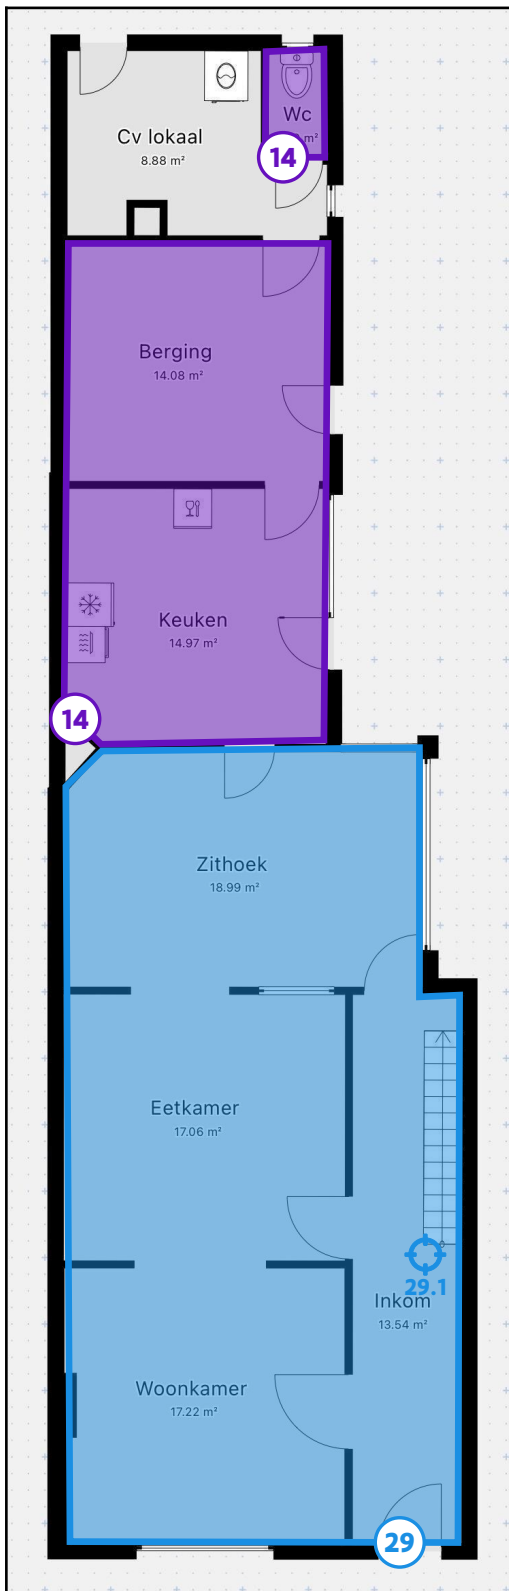 Wc
m²
14
Cv lokaal
8.88 m²
Berging
14.08 m²
Keuken
14.97 m²
14
Zithoek
18.99 m²
Eetkamer
17.06 m²
29.1
Inkom
13.54 m²
Woonkamer
17.22 m²
29